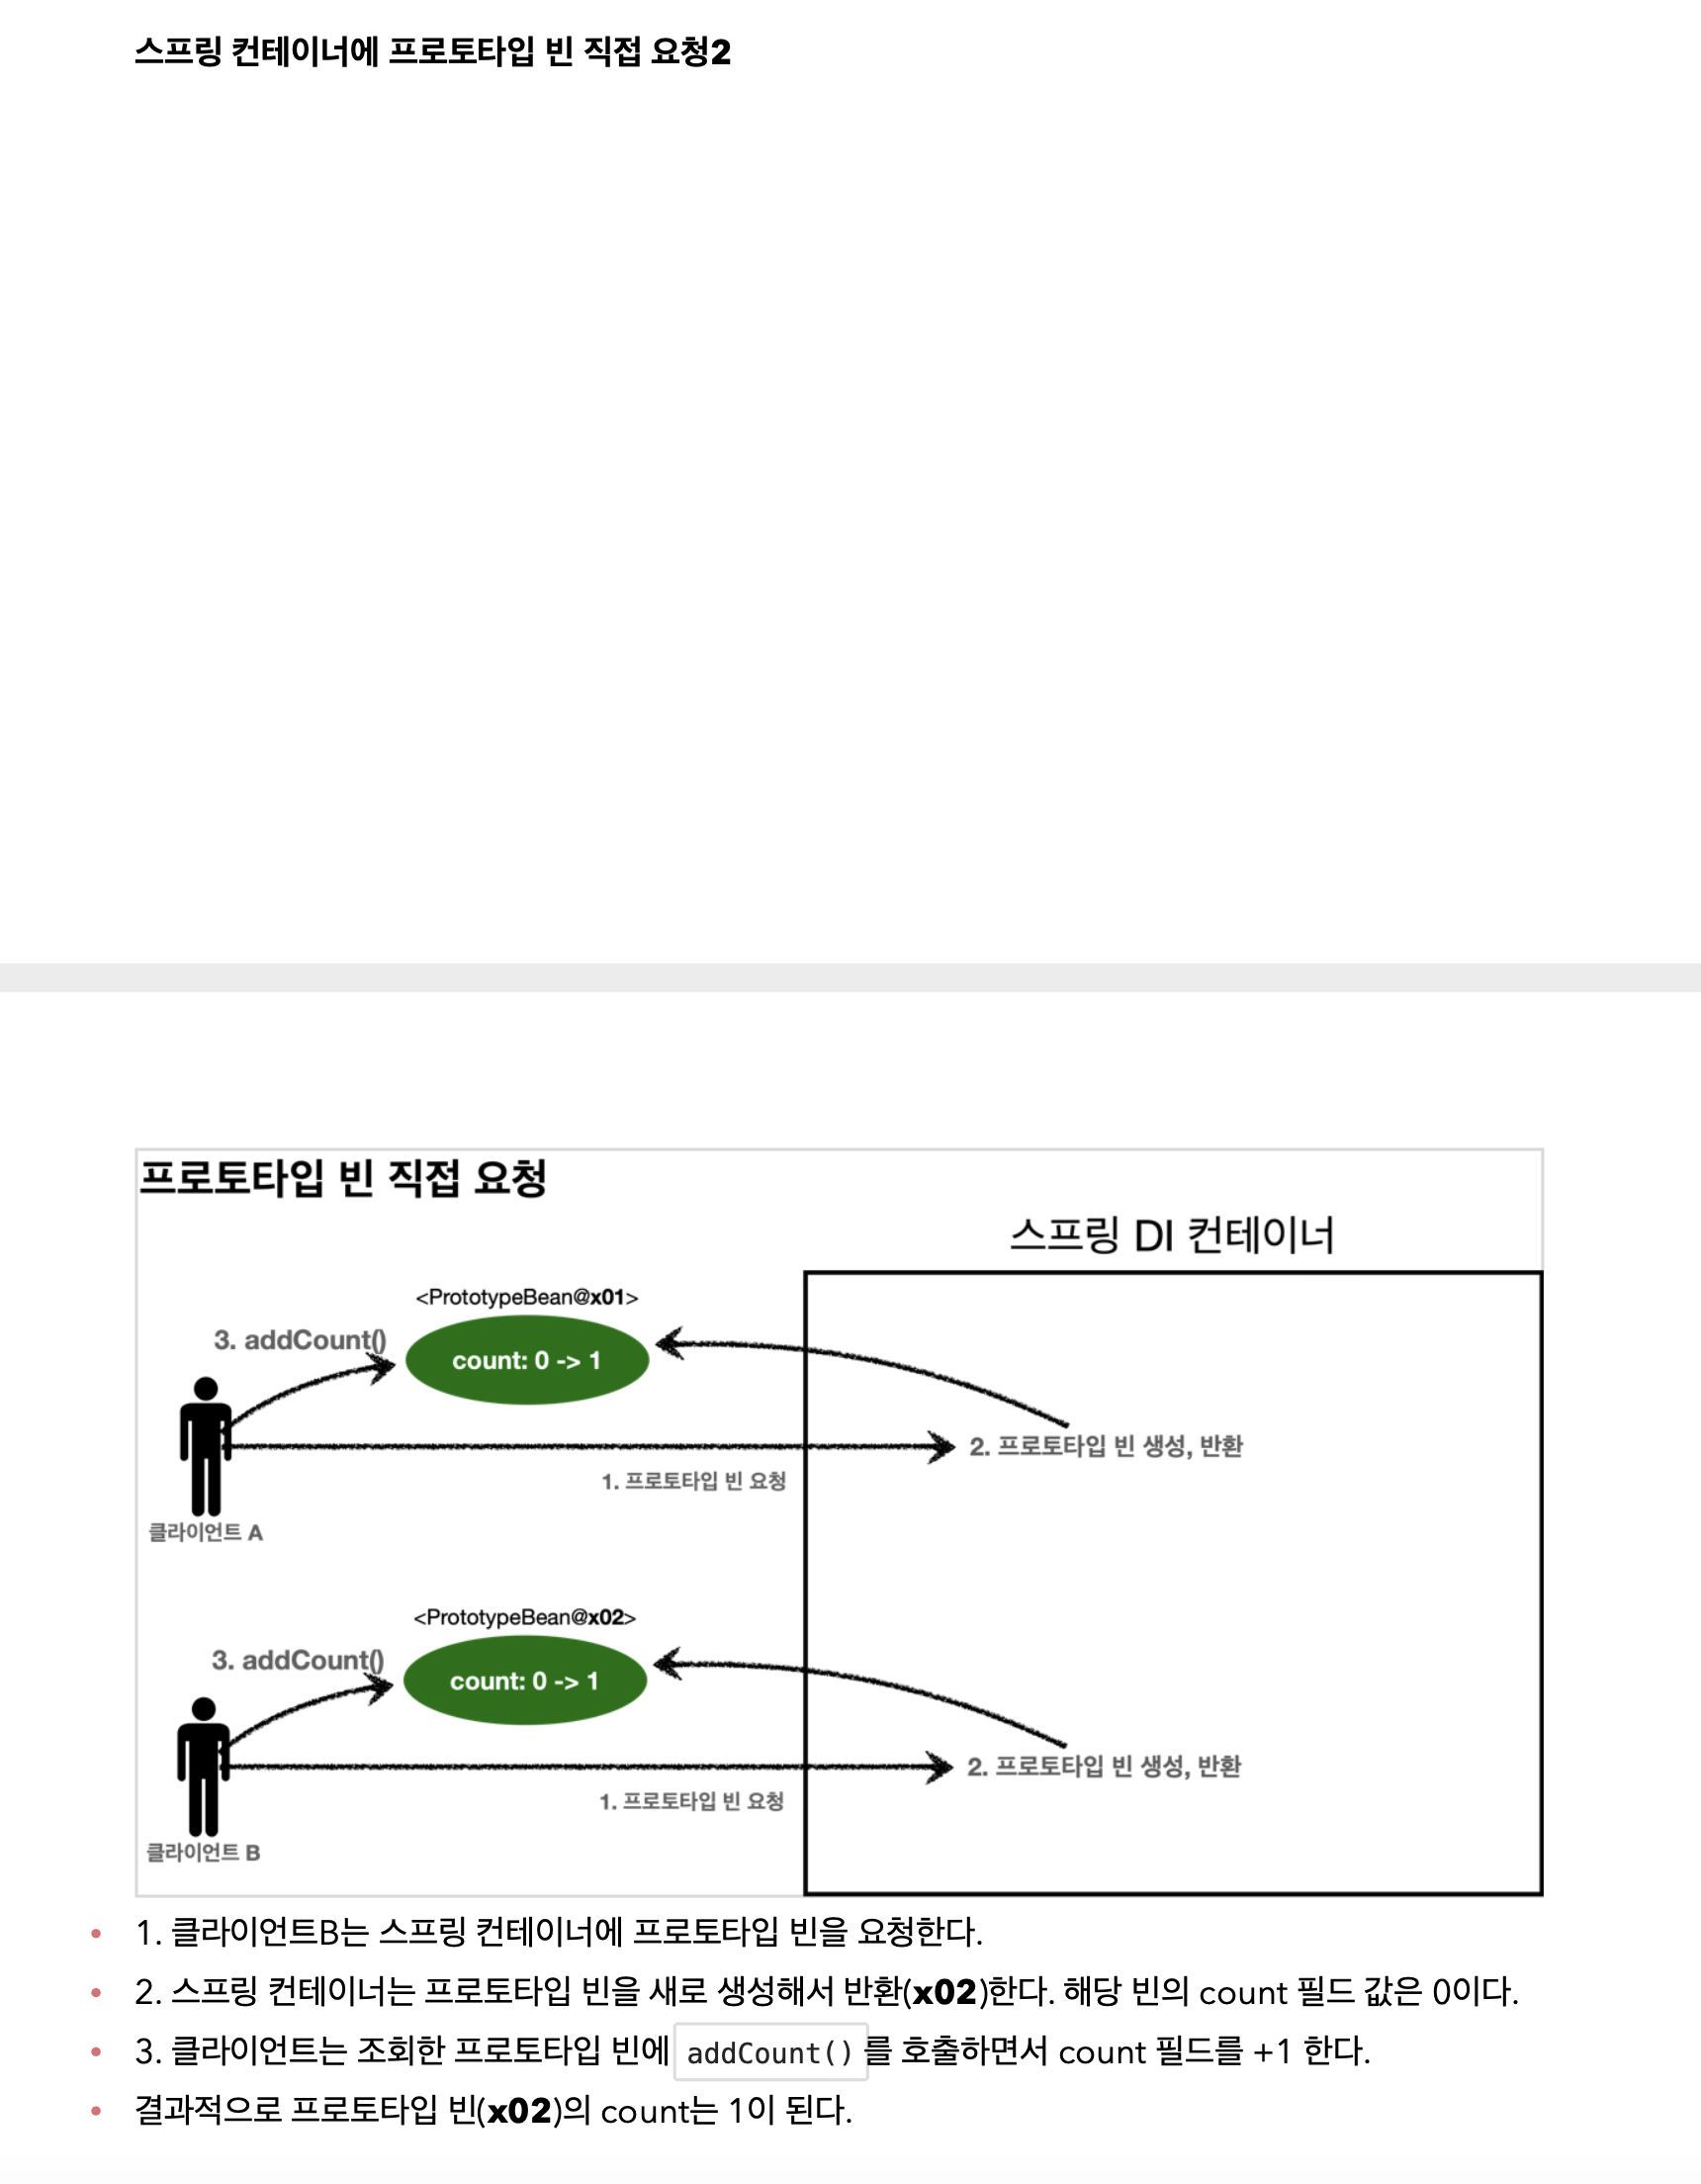 스프링 컨테이너에 프로토타입 빈 직접 요청2
프로토타입 빈 직접 요청
스프링 DI 컨테이너
<PrototypeBean@x01>
3. addCount()
count: 0 -> 1
2. 프로토타입 빈 생성, 반환
1. 프로토타입 빈 요청
클라이언트 A
<PrototypeBean@x02>
3. addCount()
count: 0 -> 1
2. 프로토타입 빈 생성, 반환
1. 프로토타입 빈 요청
클라이언트 B
• 1. 클라이언트B는 스프링 컨테이너에 프로토타입 빈을 요청한다.
• 2. 스프링 컨테이너는 프로토타입 빈을 새로 생성해서 반환(x02)한다. 해당 빈의 count 필드 값은 0이다.
• 3. 클라이언트는 조회한 프로토타입 빈에 addCount() 를 호출하면서 count 필드를 +1 한다.
• 결과적으로 프로토타입 빈(x02)의 count는 1이 된다.